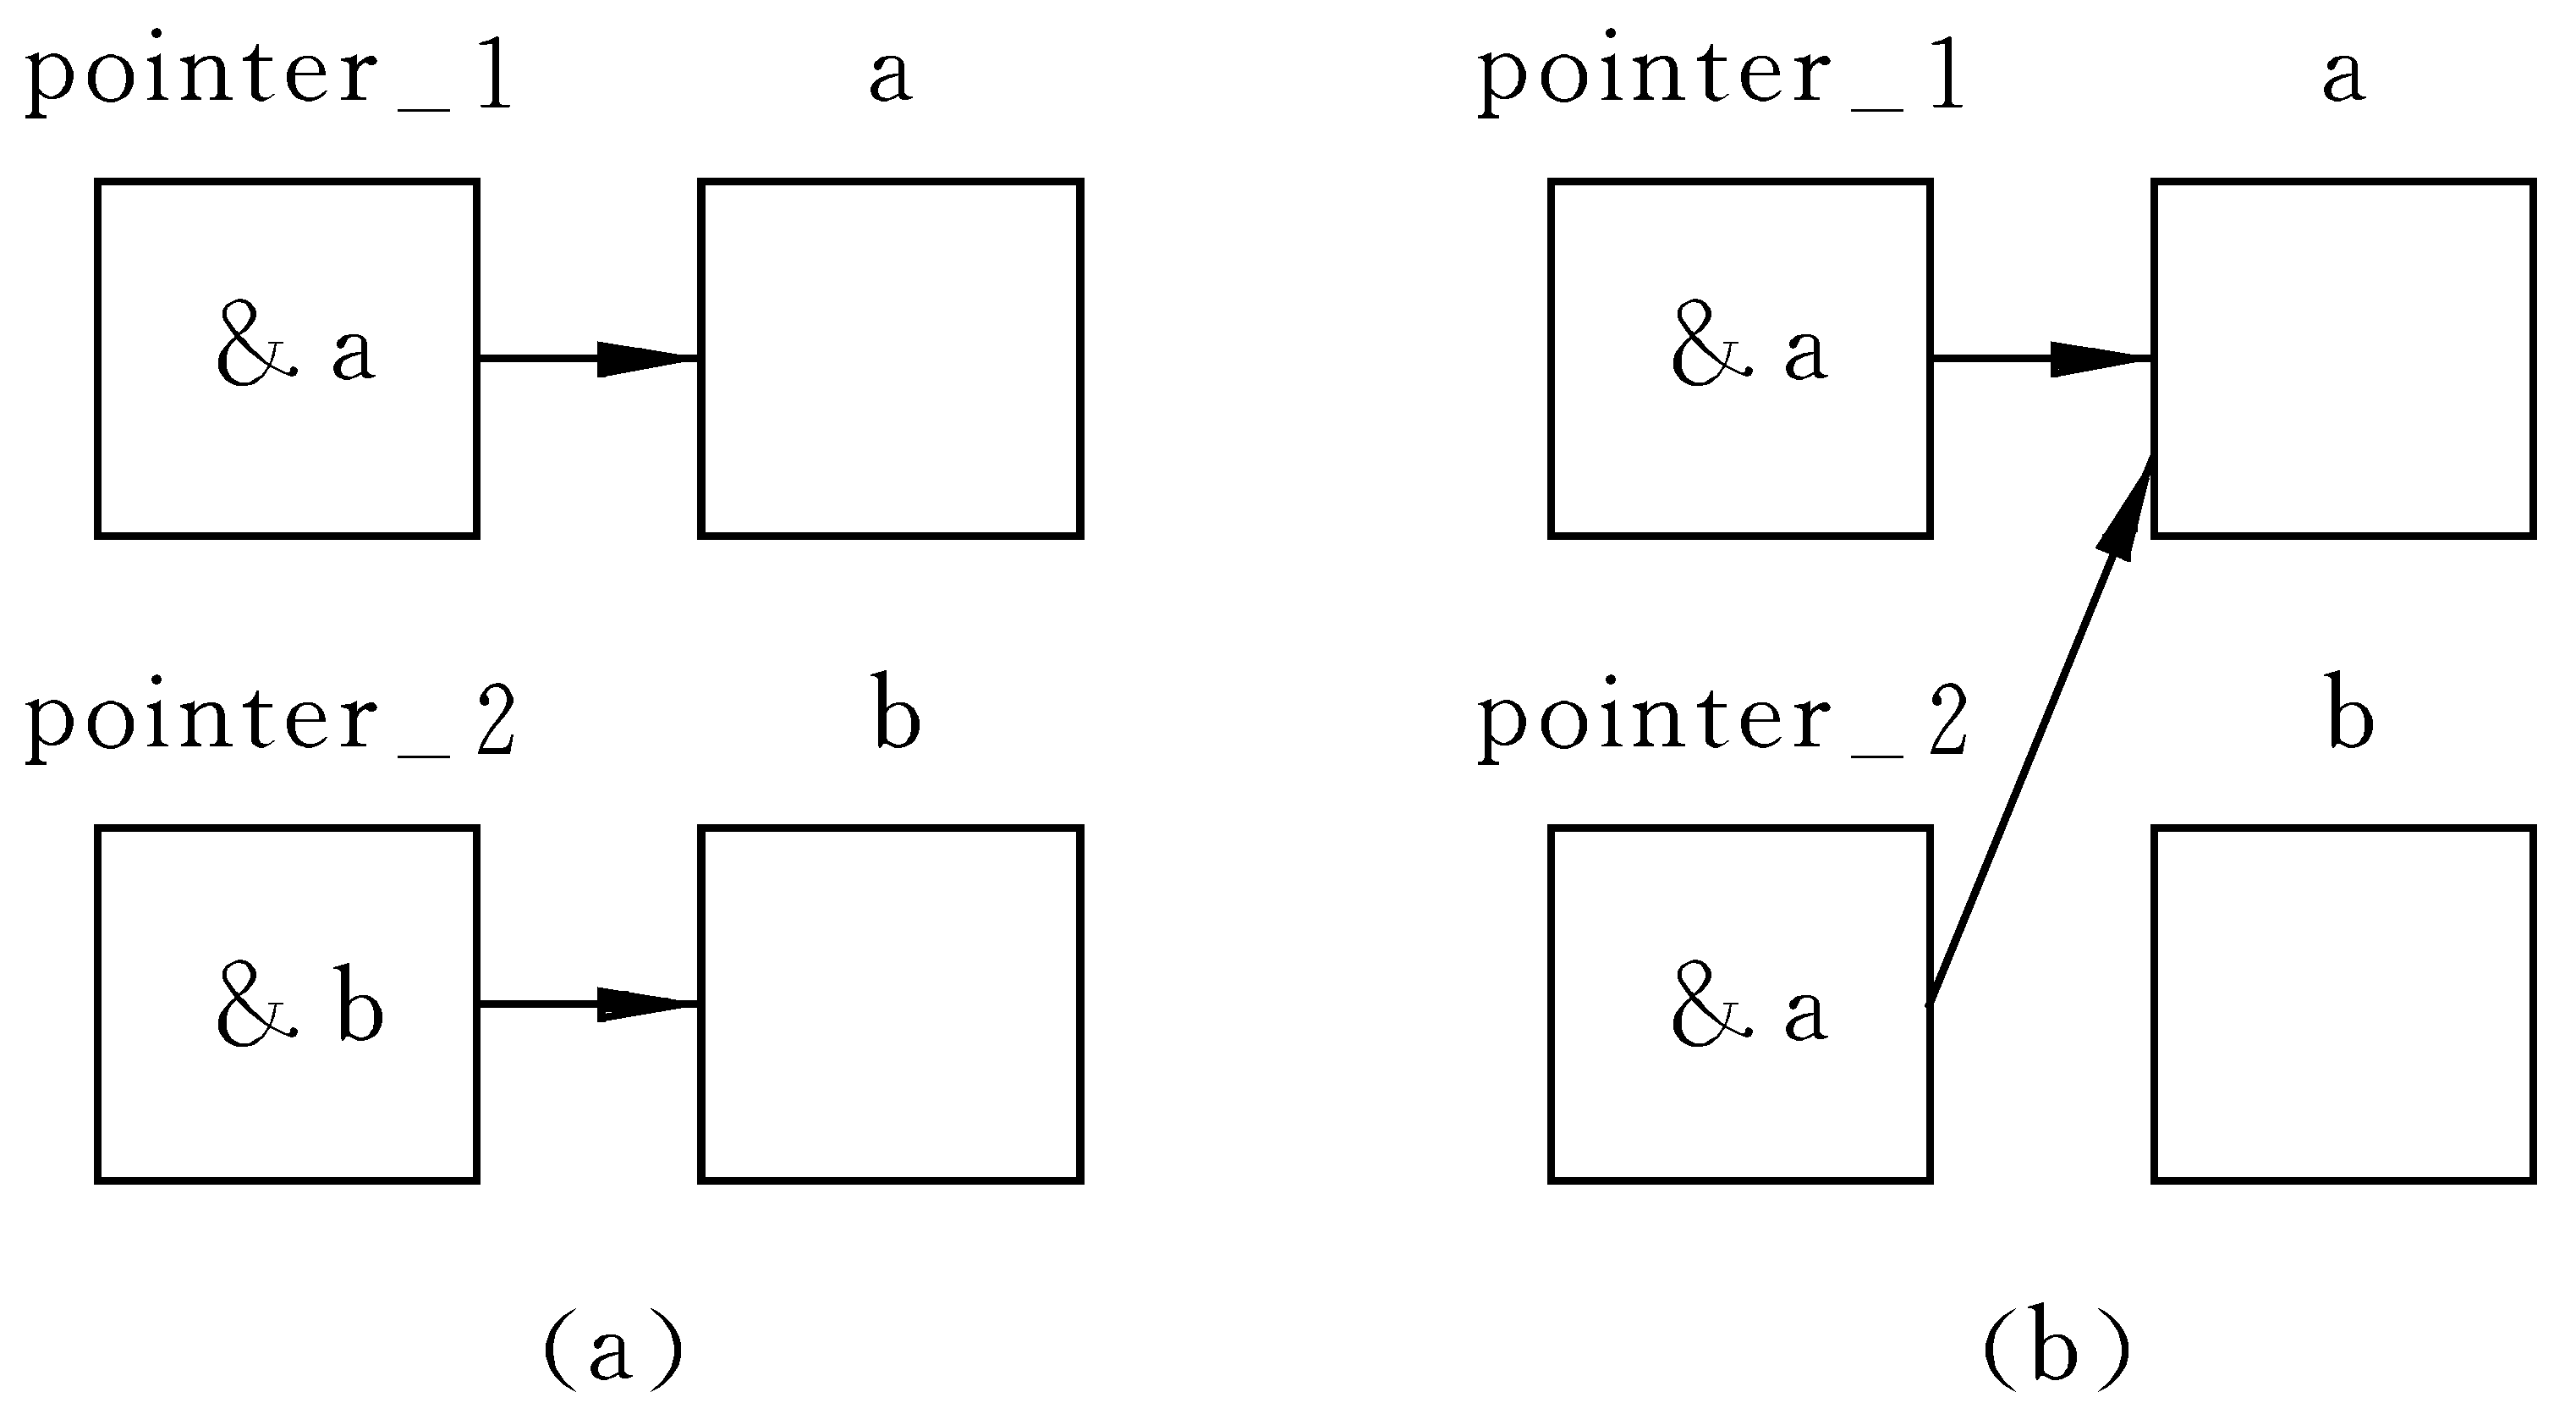 pointer_1 a pointer_1 a
& a & a
pointer_2 b pointer_2 b
& b & a
(a) (b)